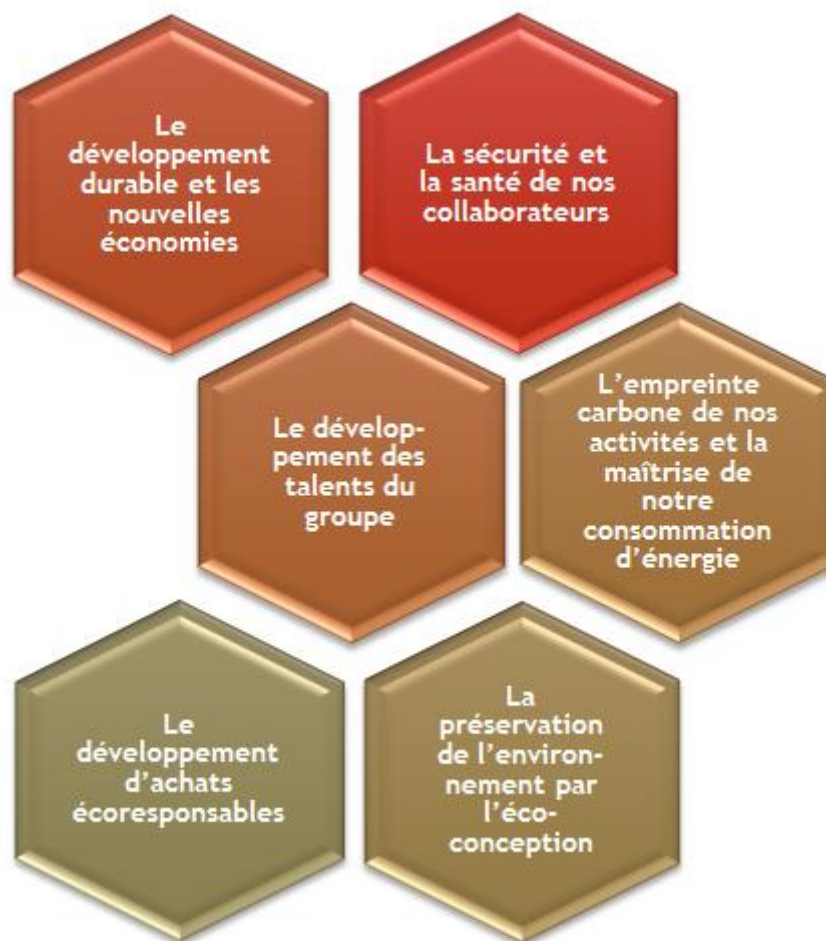 Le
développement
durable et les
nouvelles
économies
La sécurité et
la santé de nos
collaborateurs
Le dévelop-
pement des
talents du
groupe
L’empreinte
carbone de nos
activités et la
maîtrise de
notre
consommation
d’énergie
Le
développement
d’achats
écoresponsables
La
préservation
de l’environ-
nement par
l’éco-
conception